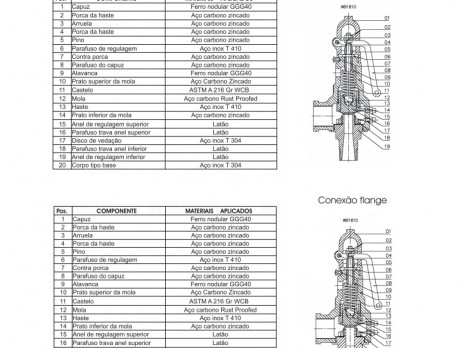 Pos. COMPONENTE MATERIAIS APLICADOS
1 Capuz Ferro nodular GGG40
2 Porca da haste Aço carbono zincado
3 Arruela Aço carbono zincado
4 Porca da haste Aço carbono zincado
5 Pino Aço carbono zincado
6 Parafuso de regulagem Aço inox T 410
7 Contra porca Aço carbono zincado
8 Parafuso do capuz Aço carbono zincado
9 Alavanca Ferro nodular GGG40
10 Prato superior da mola Aço carbono zincado
11 Castelo ASTM A 216 Gr WCB
12 Mola Aço carbono Rust Proofed
13 Haste Aço inox T 410
14 Prato inferior da mola Aço carbono zincado
15 Anel de regulagem superior Latão
16 Parafuso trava anel superior Latão
17 Disco de vedação Aço inox T 304
18 Parafuso trava anel inferior Latão
19 Anel de regulagem inferior Latão
20 Corpo tipo base Aço inox T 304
01
02
03
04
05
06
07
08
09
10
11
12
13
14
15
16
17
18
19
Conexão flange
Pos. COMPONENTE MATERIAIS APLICADOS
1 Capuz Ferro nodular GGG40
2 Porca da haste Aço carbono zincado
3 Arruela Aço carbono zincado
4 Porca da haste Aço carbono zincado
5 Pino Aço Carbono zincado
6 Parafuso de regulagem Aço inox T 410
7 Contra porca Aço carbono zincado
8 Parafuso do capuz Aço carbono zincado
9 Alavanca Ferro nodular GGG40
10 Prato superior da mola Aço Carbono zincado
11 Castelo ASTM A 216 Gr WCB
12 Mola Aço carbono Rust Proofed
13 Haste Aço inox T 410
14 Prato inferior da mola Aço carbono zincado
15 Anel de regulagem superior Latão
16 Parafuso trava anel superior Latão
01
02
03
04
05
06
07
08
09
10
11
12
13
14
15
16
17